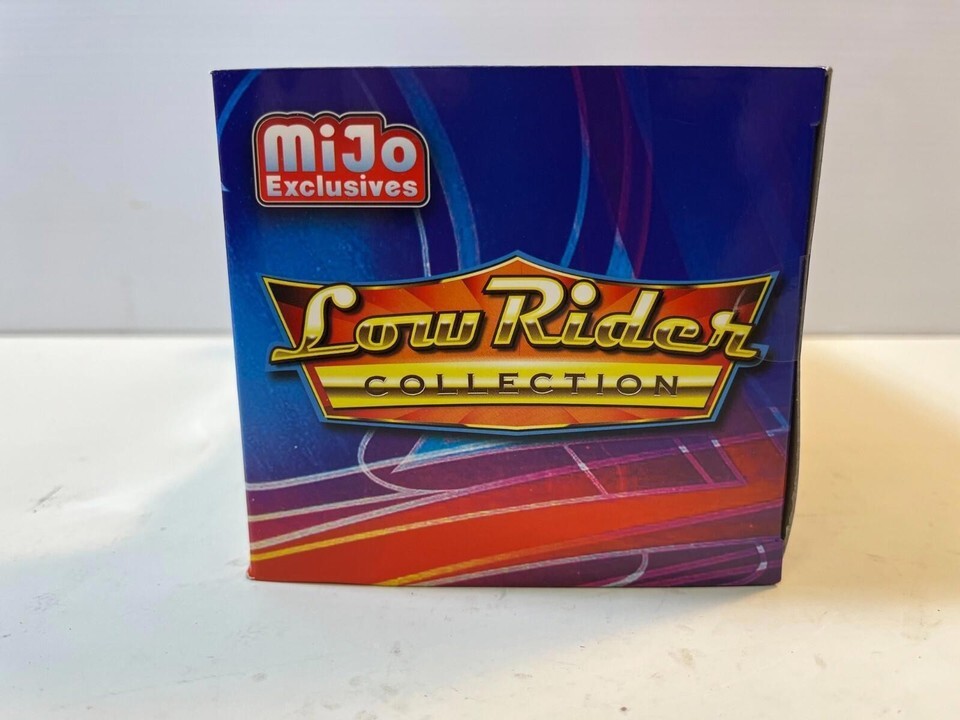 MiJo
Exclusives
Low Rider
COLLECTION